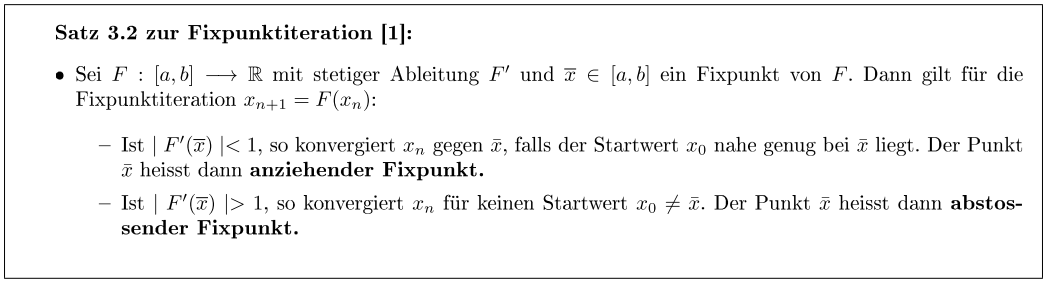 Satz 3.2 zur Fixpunktiteration [1]:
• Sei F : [a, b] ⟶ ℝ mit stetiger Ableitung F′ und x̅ ∈ [a, b] ein Fixpunkt von F. Dann gilt für die
Fixpunktiteration xₙ₊₁ = F(xₙ):
– Ist | F′(x̅) |< 1, so konvergiert xₙ gegen x̄, falls der Startwert x₀ nahe genug bei x̄ liegt. Der Punkt
x̄ heisst dann anziehender Fixpunkt.
– Ist | F′(x̅) |> 1, so konvergiert xₙ für keinen Startwert x₀ ≠ x̄. Der Punkt x̄ heisst dann abstos-
sender Fixpunkt.